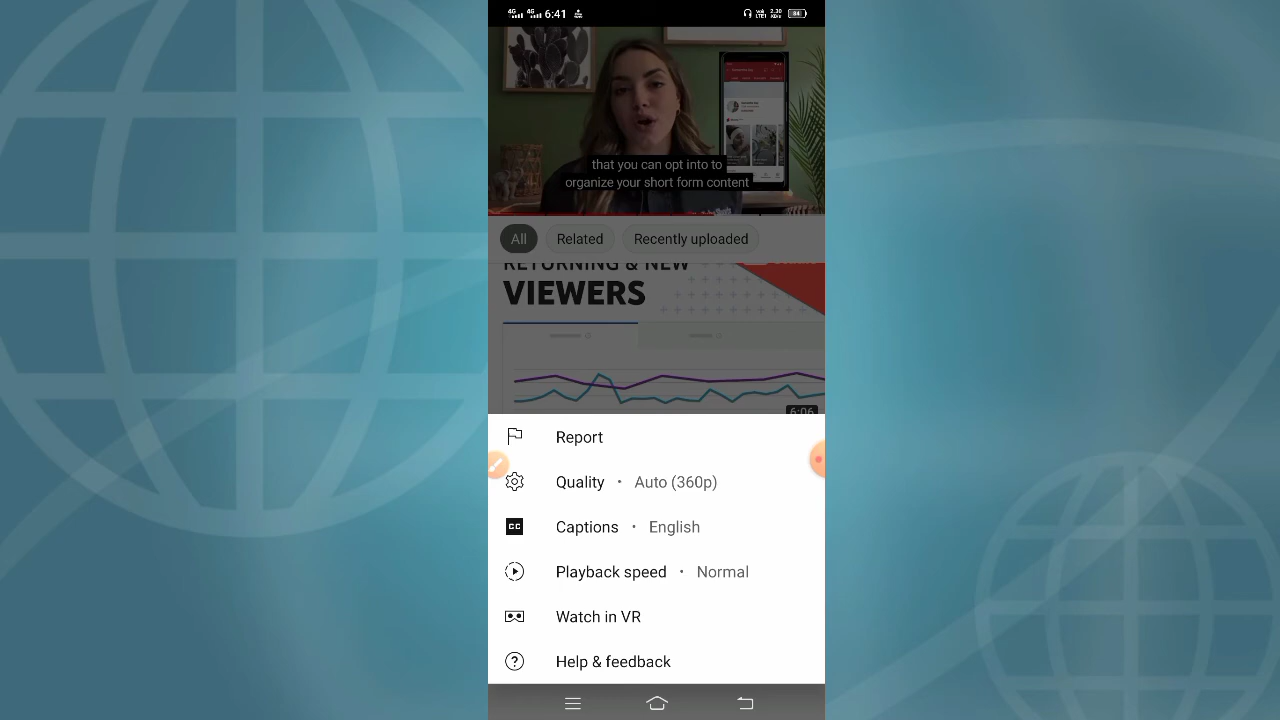 6:41
84
that you can opt into to
organize your short form content
All
Related
Recently uploaded
RETURNING & NEW
VIEWERS
6:06
Report
Quality • Auto (360p)
Captions • English
Playback speed • Normal
Watch in VR
Help & feedback